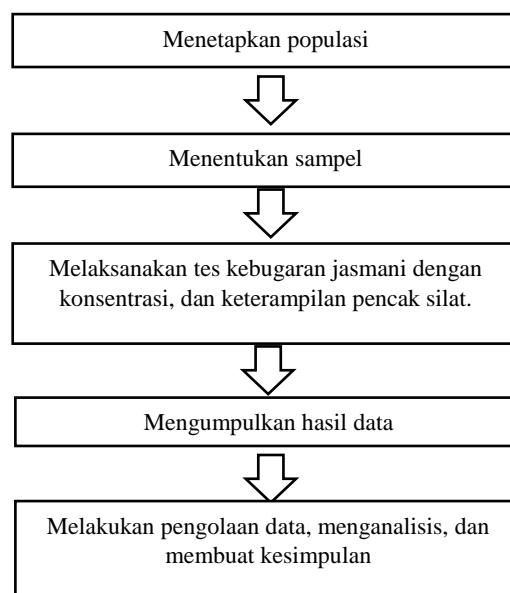 Menetapkan populasi
Menentukan sampel
Melaksanakan tes kebugaran jasmani dengan
konsentrasi, dan keterampilan pencak silat.
Mengumpulkan hasil data
Melakukan pengolaan data, menganalisis, dan
membuat kesimpulan